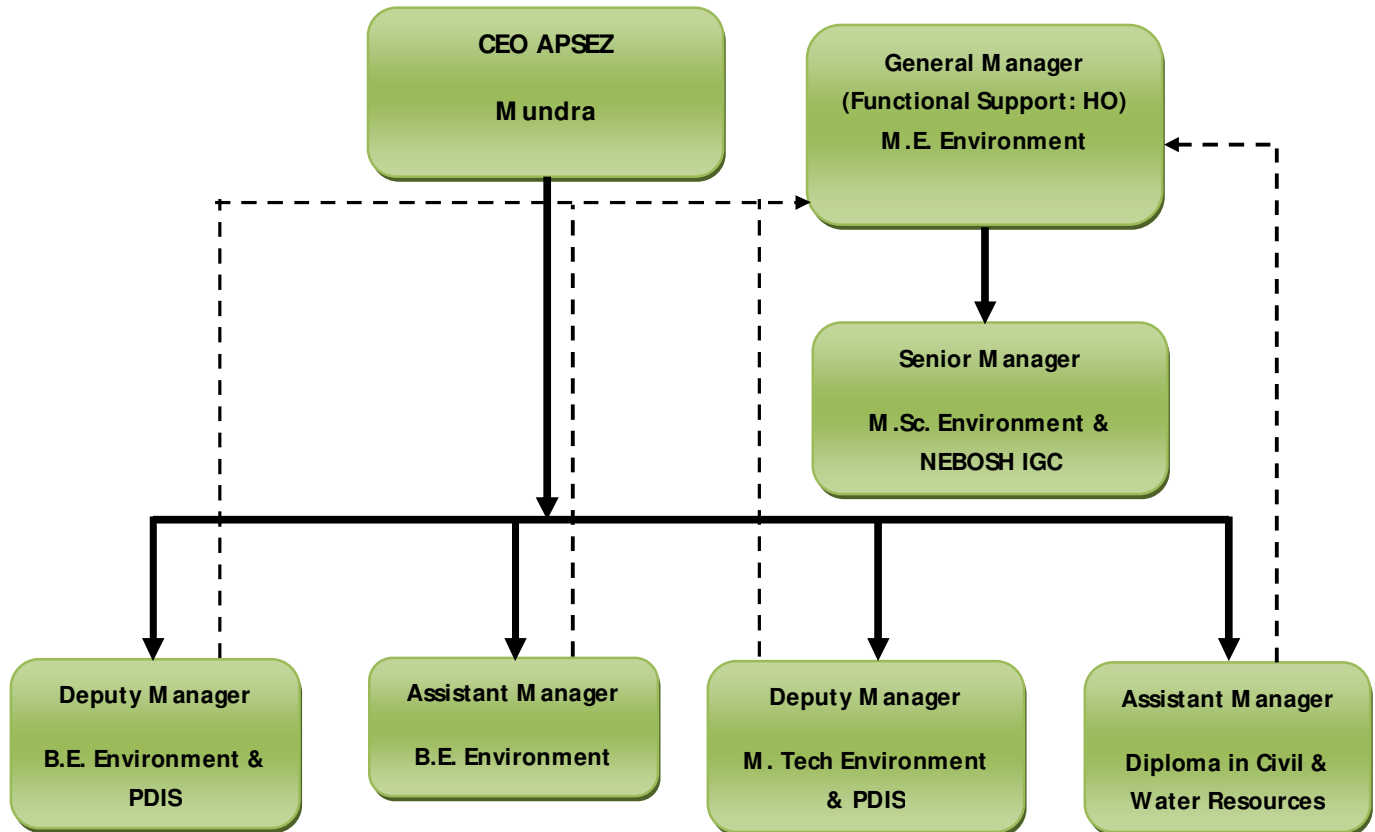 CEO APSEZ
Mundra
General Manager
(Functional Support: HO)
M.E. Environment
Senior Manager
M.Sc. Environment &
NEBOSH IGC
Deputy Manager
B.E. Environment &
PDIS
Assistant Manager
B.E. Environment
Deputy Manager
M. Tech Environment
& PDIS
Assistant Manager
Diploma in Civil &
Water Resources